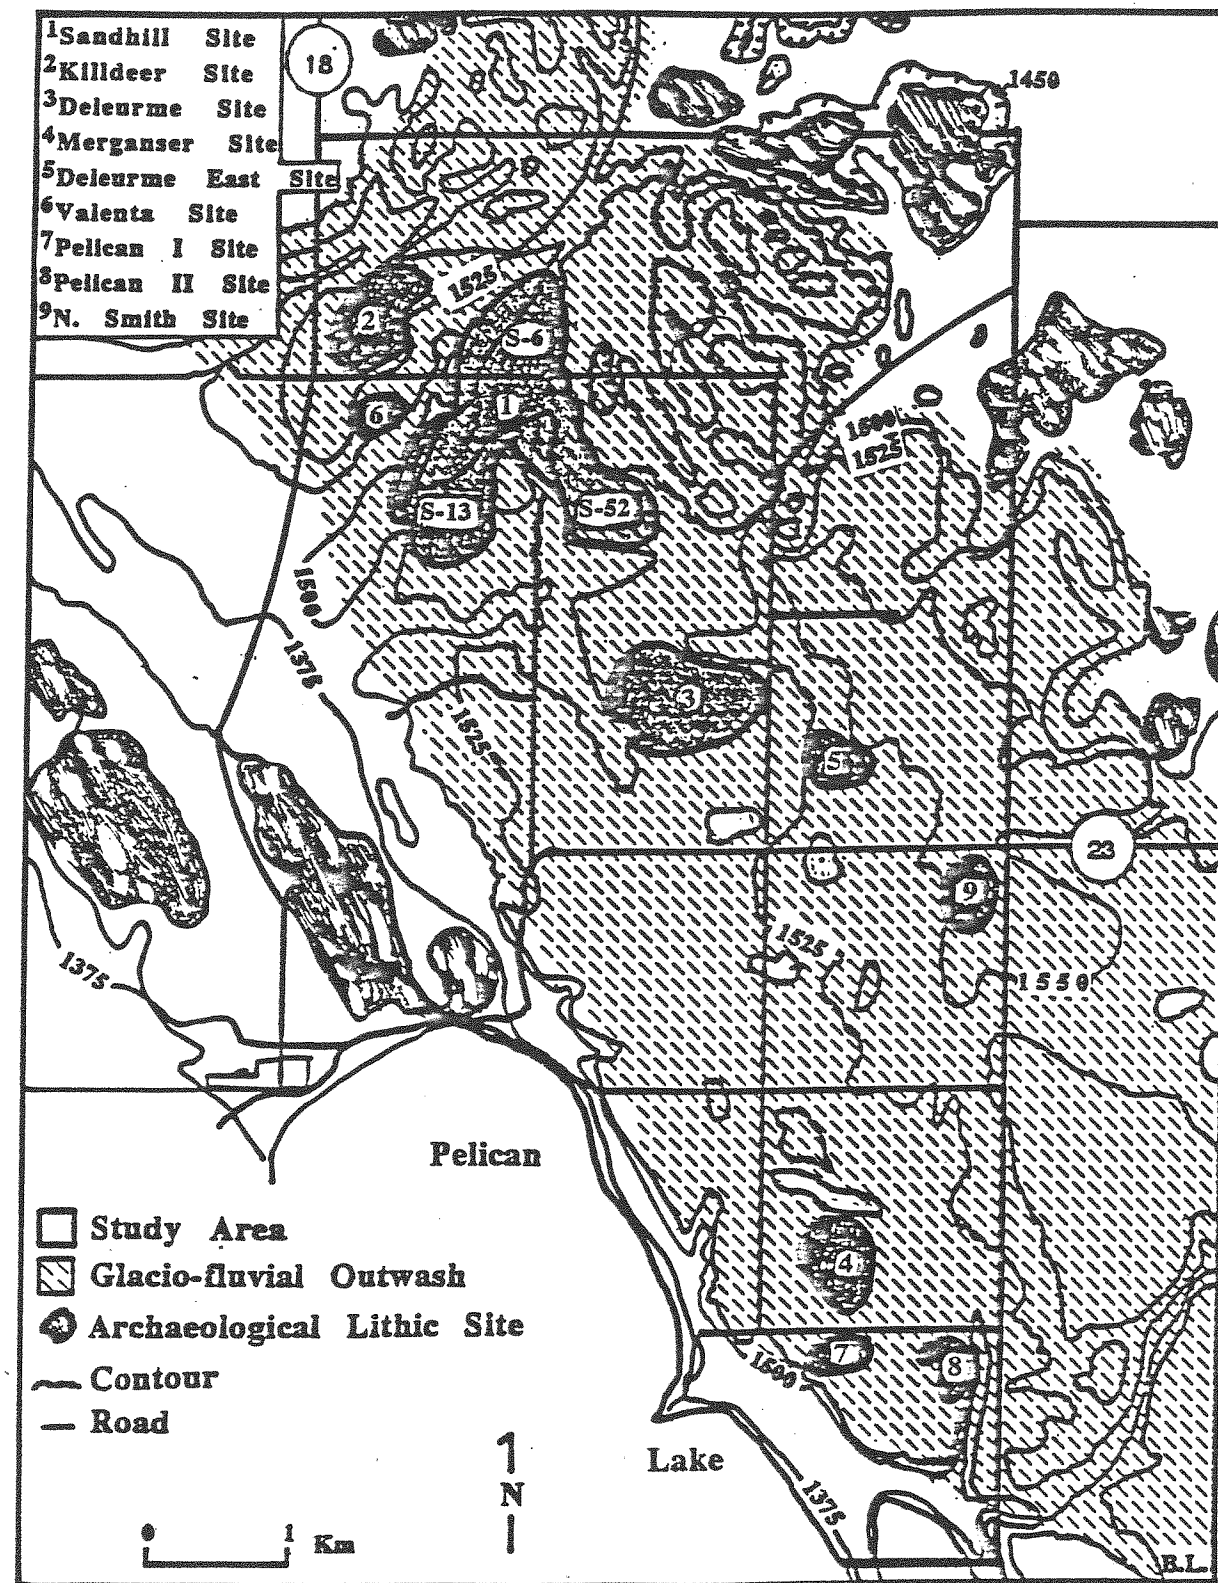 1Sandhill Site
2Killdeer Site
3Deleurme Site
4Merganser Site
5Deleurme East Site
6Valenta Site
7Pelican I Site
8Pelican II Site
9N. Smith Site
18
1450
1525
2
S-6
6
1
1500
1525
S-13
S-52
1500
1375
3
1525
5
23
9
1525
1550
1375
Pelican
Study Area
Glacio-fluvial Outwash
Archaeological Lithic Site
Contour
Road
4
7
8
1500
Lake
1375
N
0 1 Km
B.L.